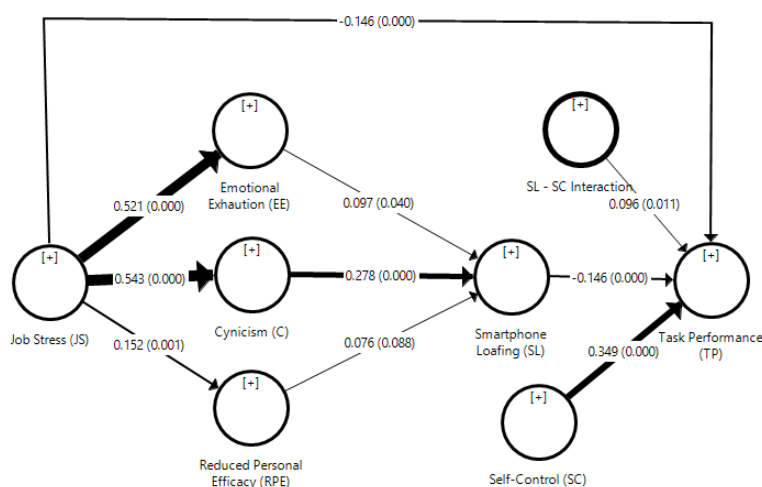 -0.146 (0.000)
[+]
Emotional
Exhaution (EE)
[+]
SL - SC Interaction
0.521 (0.000)
0.097 (0.040)
0.096 (0.011)
[+]
Job Stress (JS)
0.543 (0.000)
[+]
Cynicism (C)
0.278 (0.000)
[+]
Smartphone
Loafing (SL)
-0.146 (0.000)
[+]
Task Performance
(TP)
0.152 (0.001)
0.076 (0.088)
0.349 (0.000)
[+]
Reduced Personal
Efficacy (RPE)
[+]
Self-Control (SC)